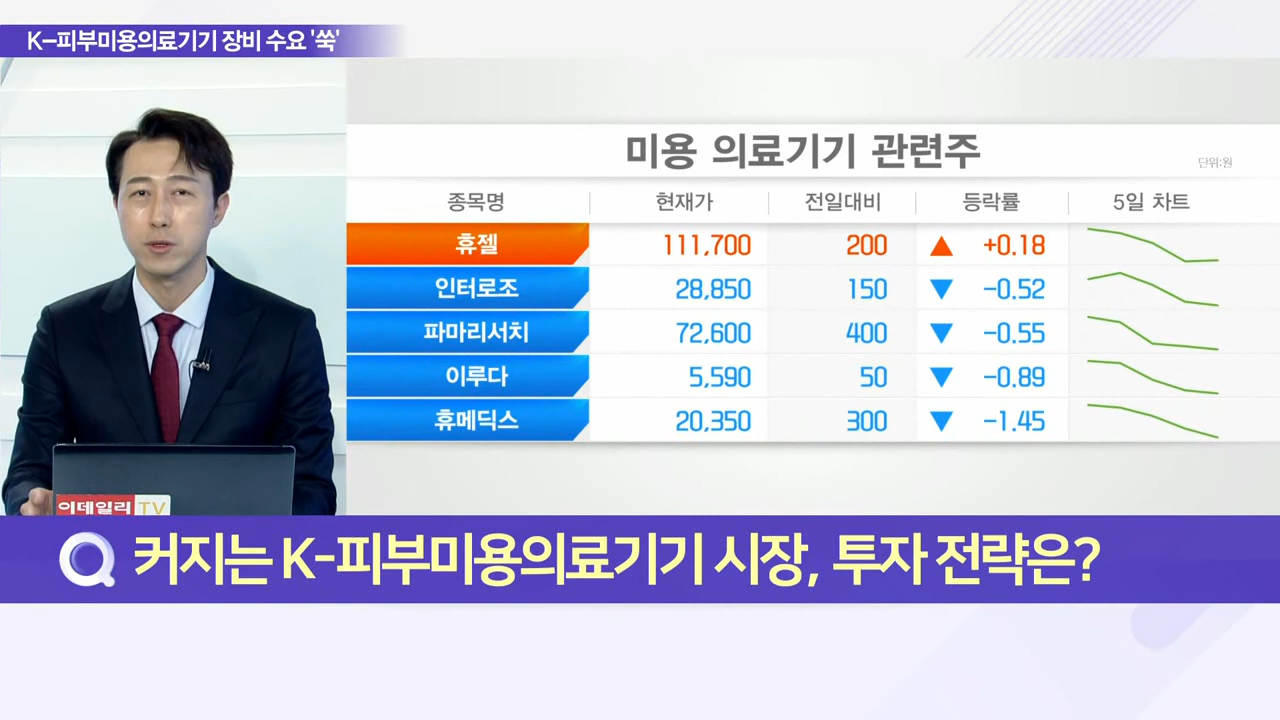 K-피부미용의료기기 장비 수요 '쑥'
미용 의료기기 관련주
단위:원
종목명 현재가 전일대비 등락률 5일 차트
휴젤 111,700 200 ▲ +0.18
인터로조 28,850 150 ▼ -0.52
파마리서치 72,600 400 ▼ -0.55
이루다 5,590 50 ▼ -0.89
휴메딕스 20,350 300 ▼ -1.45
이데일리 TV
커지는 K-피부미용의료기기 시장, 투자 전략은?